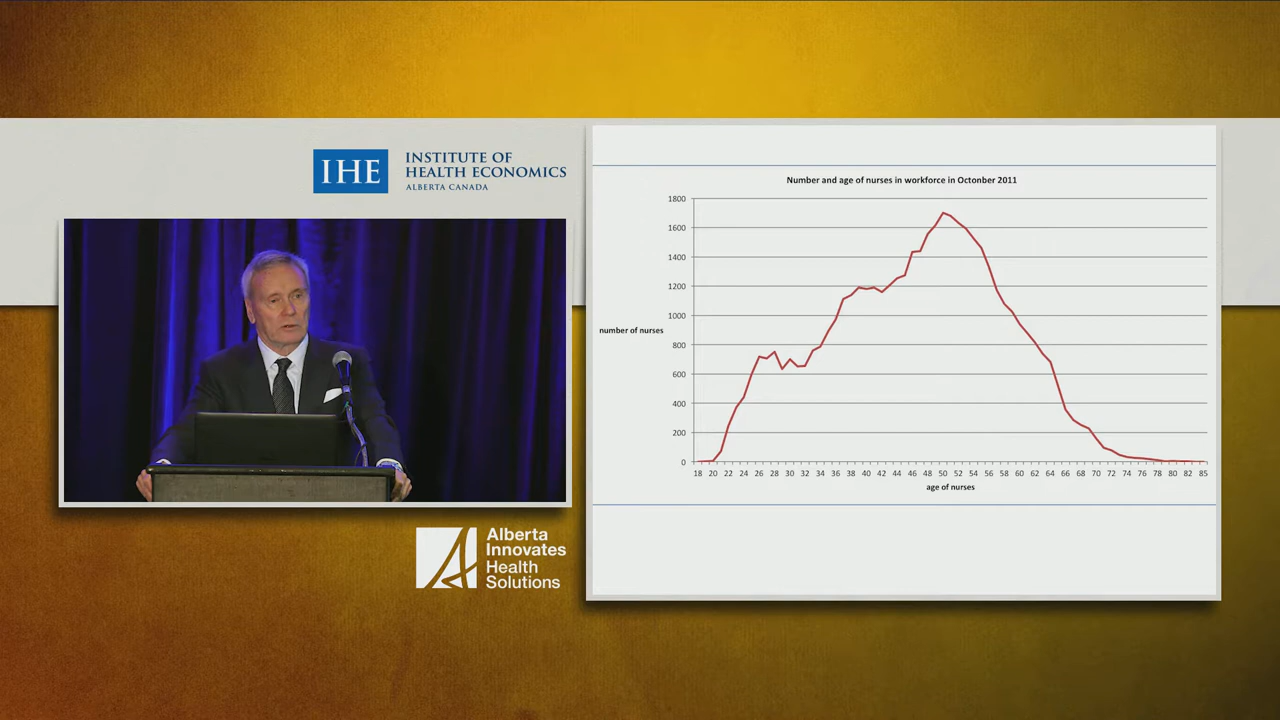 IHE
INSTITUTE OF
HEALTH ECONOMICS
ALBERTA CANADA
Alberta
Innovates
Health
Solutions
Number and age of nurses in workforce in Octonber 2011
1800
1600
1400
1200
1000
number of nurses
800
600
400
200
0
18 20 22 24 26 28 30 32 34 36 38 40 42 44 46 48 50 52 54 56 58 60 62 64 66 68 70 72 74 76 78 80 82 85
age of nurses